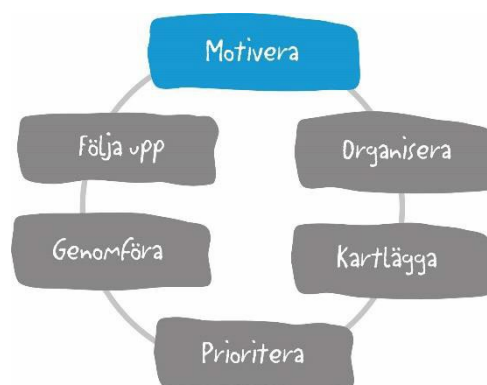 Motivera
Organisera
Kartlägga
Prioritera
Genomföra
Följa upp